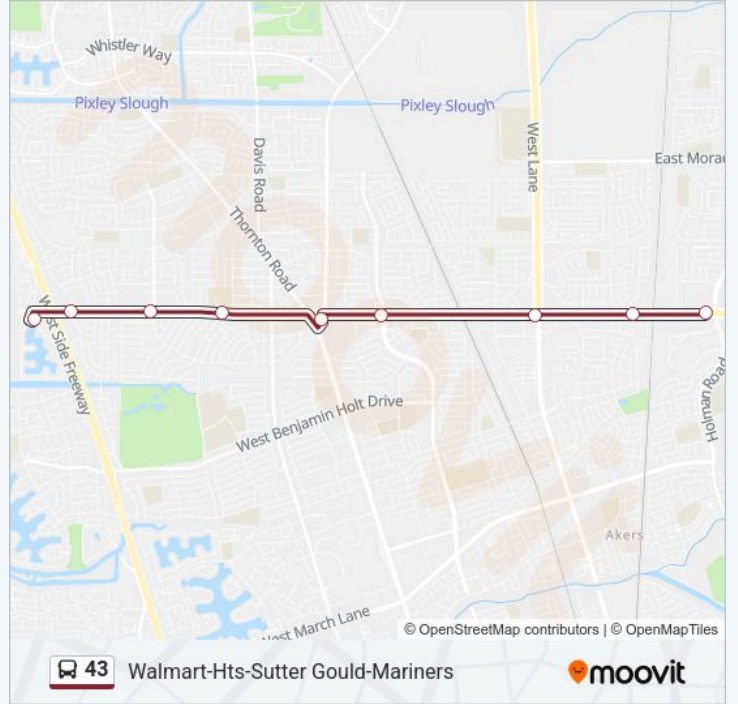 Whistler Way
Pixley Slough
Pixley Slough
Davis Road
West Lane
East Morad
Thornton Road
West Side Freeway
West Benjamin Holt Drive
Holman Road
Akers
West March Lane
© OpenStreetMap contributors | © OpenMapTiles
43 Walmart-Hts-Sutter Gould-Mariners
moovit